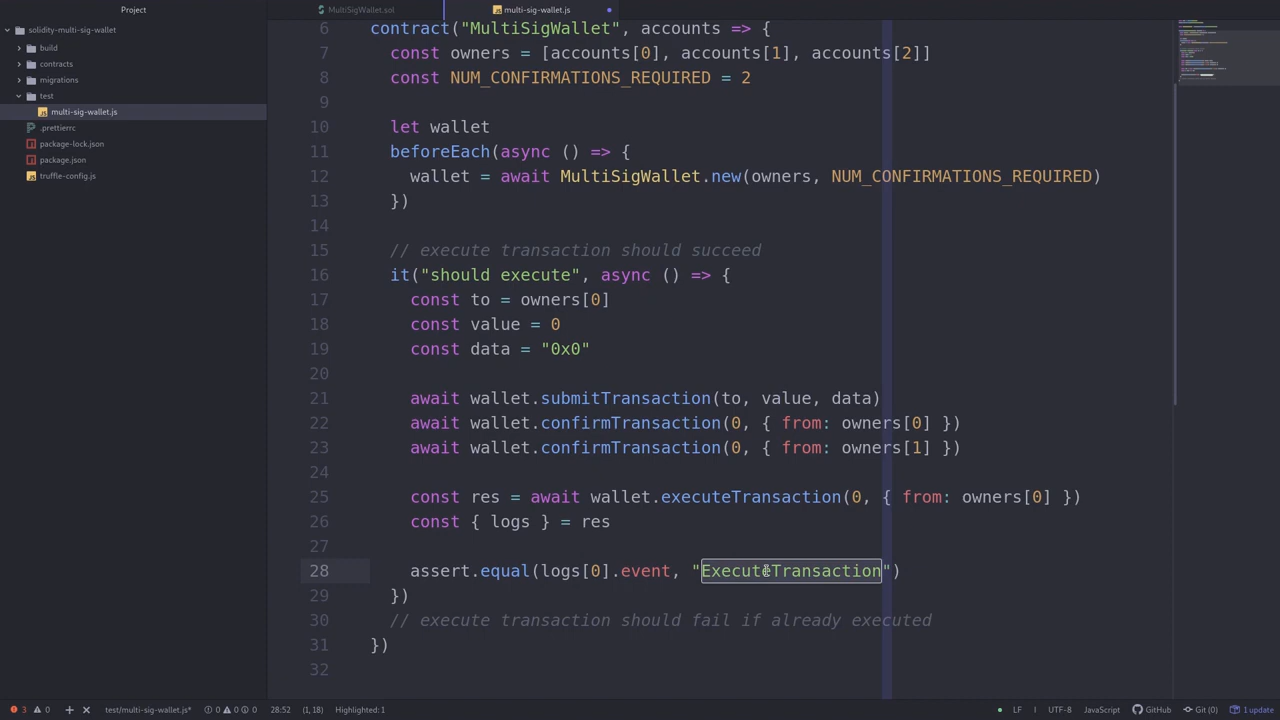 Project
MultiSigWallet.sol
multi-sig-wallet.js
solidity-multi-sig-wallet
build
contracts
migrations
test
multi-sig-wallet.js
.prettierrc
package-lock.json
package.json
truffle-config.js
6 contract("MultiSigWallet", accounts => {
7 const owners = [accounts[0], accounts[1], accounts[2]]
8 const NUM_CONFIRMATIONS_REQUIRED = 2
9
10 let wallet
11 beforeEach(async () => {
12 wallet = await MultiSigWallet.new(owners, NUM_CONFIRMATIONS_REQUIRED)
13 })
14
15 // execute transaction should succeed
16 it("should execute", async () => {
17 const to = owners[0]
18 const value = 0
19 const data = "0x0"
20
21 await wallet.submitTransaction(to, value, data)
22 await wallet.confirmTransaction(0, { from: owners[0] })
23 await wallet.confirmTransaction(0, { from: owners[1] })
24
25 const res = await wallet.executeTransaction(0, { from: owners[0] })
26 const { logs } = res
27
28 assert.equal(logs[0].event, "ExecuteTransaction")
29 })
30 // execute transaction should fail if already executed
31 })
32
3 0 + × test/multi-sig-wallet.js* 0 0 0 28:52 (1, 18) Highlighted: 1 LF UTF-8 JavaScript GitHub Git (0) 1 update